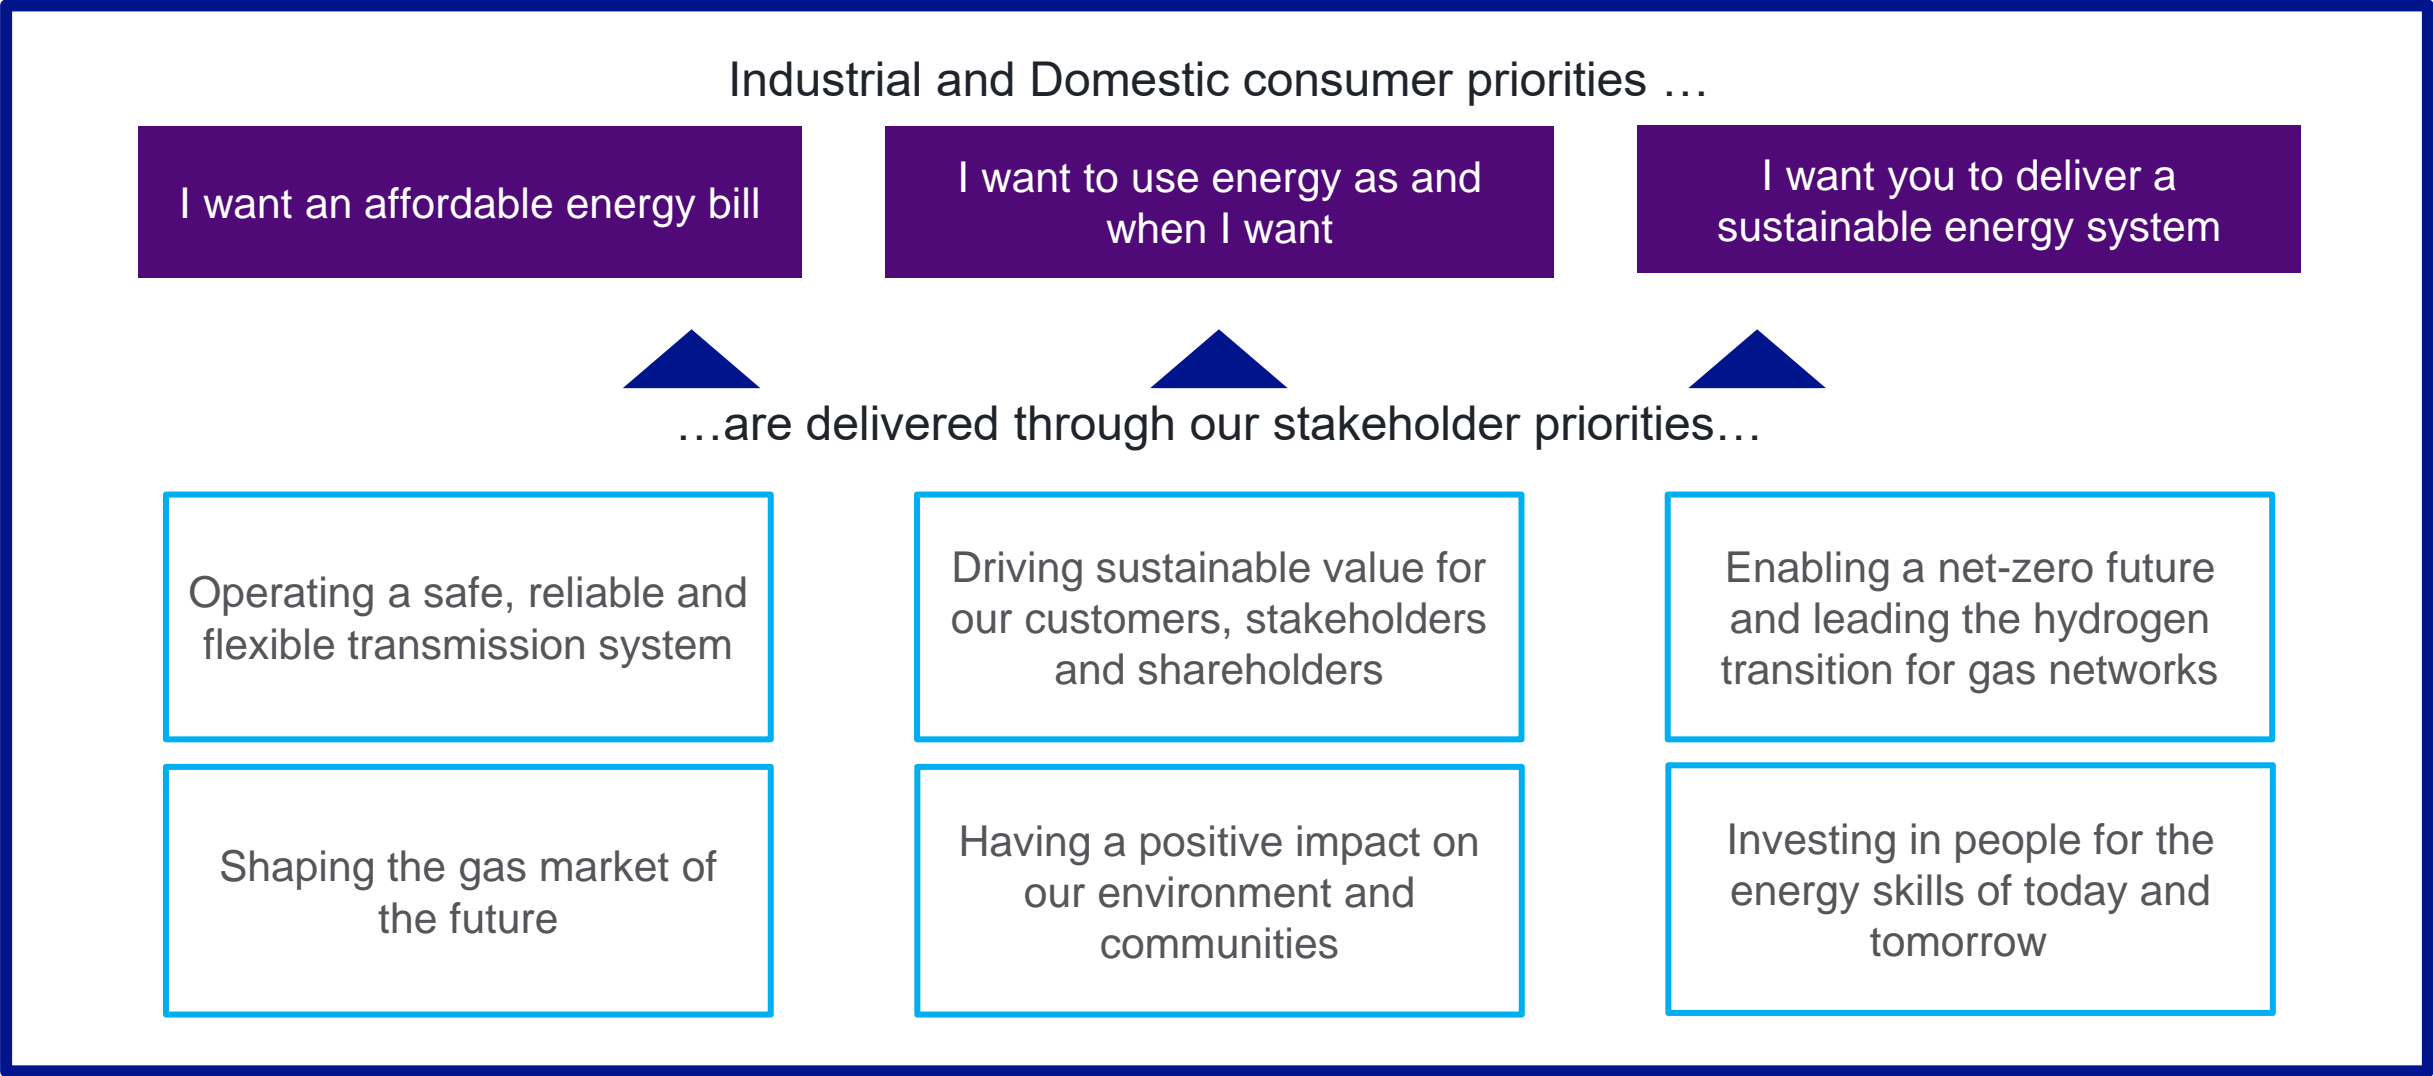 Industrial and Domestic consumer priorities …
I want an affordable energy bill
I want to use energy as and
when I want
I want you to deliver a
sustainable energy system
…are delivered through our stakeholder priorities…
Operating a safe, reliable and
flexible transmission system
Driving sustainable value for
our customers, stakeholders
and shareholders
Enabling a net-zero future
and leading the hydrogen
transition for gas networks
Shaping the gas market of
the future
Having a positive impact on
our environment and
communities
Investing in people for the
energy skills of today and
tomorrow